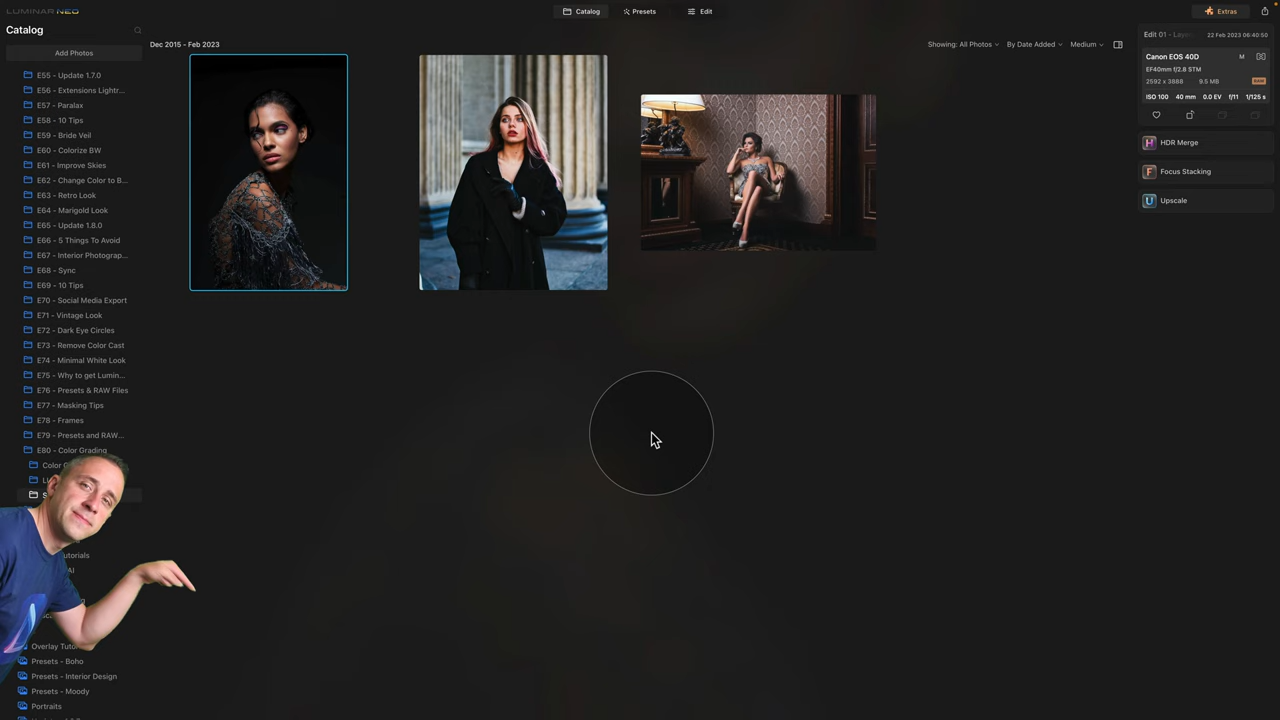 LUMINAR NEO
Catalog
Presets
Edit
Extras
Catalog
Add Photos
E55 - Update 1.7.0
E56 - Extensions Lightr...
E57 - Paralax
E58 - 10 Tips
E59 - Bride Veil
E60 - Colorize BW
E61 - Improve Skies
E62 - Change Color to B...
E63 - Retro Look
E64 - Marigold Look
E65 - Update 1.8.0
E66 - 5 Things To Avoid
E67 - Interior Photograp...
E68 - Sync
E69 - 10 Tips
E70 - Social Media Export
E71 - Vintage Look
E72 - Dark Eye Circles
E73 - Remove Color Cast
E74 - Minimal White Look
E75 - Why to get Lumin...
E76 - Presets & RAW Files
E77 - Masking Tips
E78 - Frames
E79 - Presets and RAW...
E80 - Color Grading
Presets - Boho
Presets - Interior Design
Presets - Moody
Portraits
Dec 2015 - Feb 2023
Showing: All Photos
By Date Added
Medium
Edit 01 -
22 Feb 2023 06:40:50
Canon EOS 40D
M
EF40mm f/2.8 STM
2592 x 3888
9.5 MB
ISO 100
40 mm
0.0 EV
f/11
1/125 s
HDR Merge
Focus Stacking
Upscale